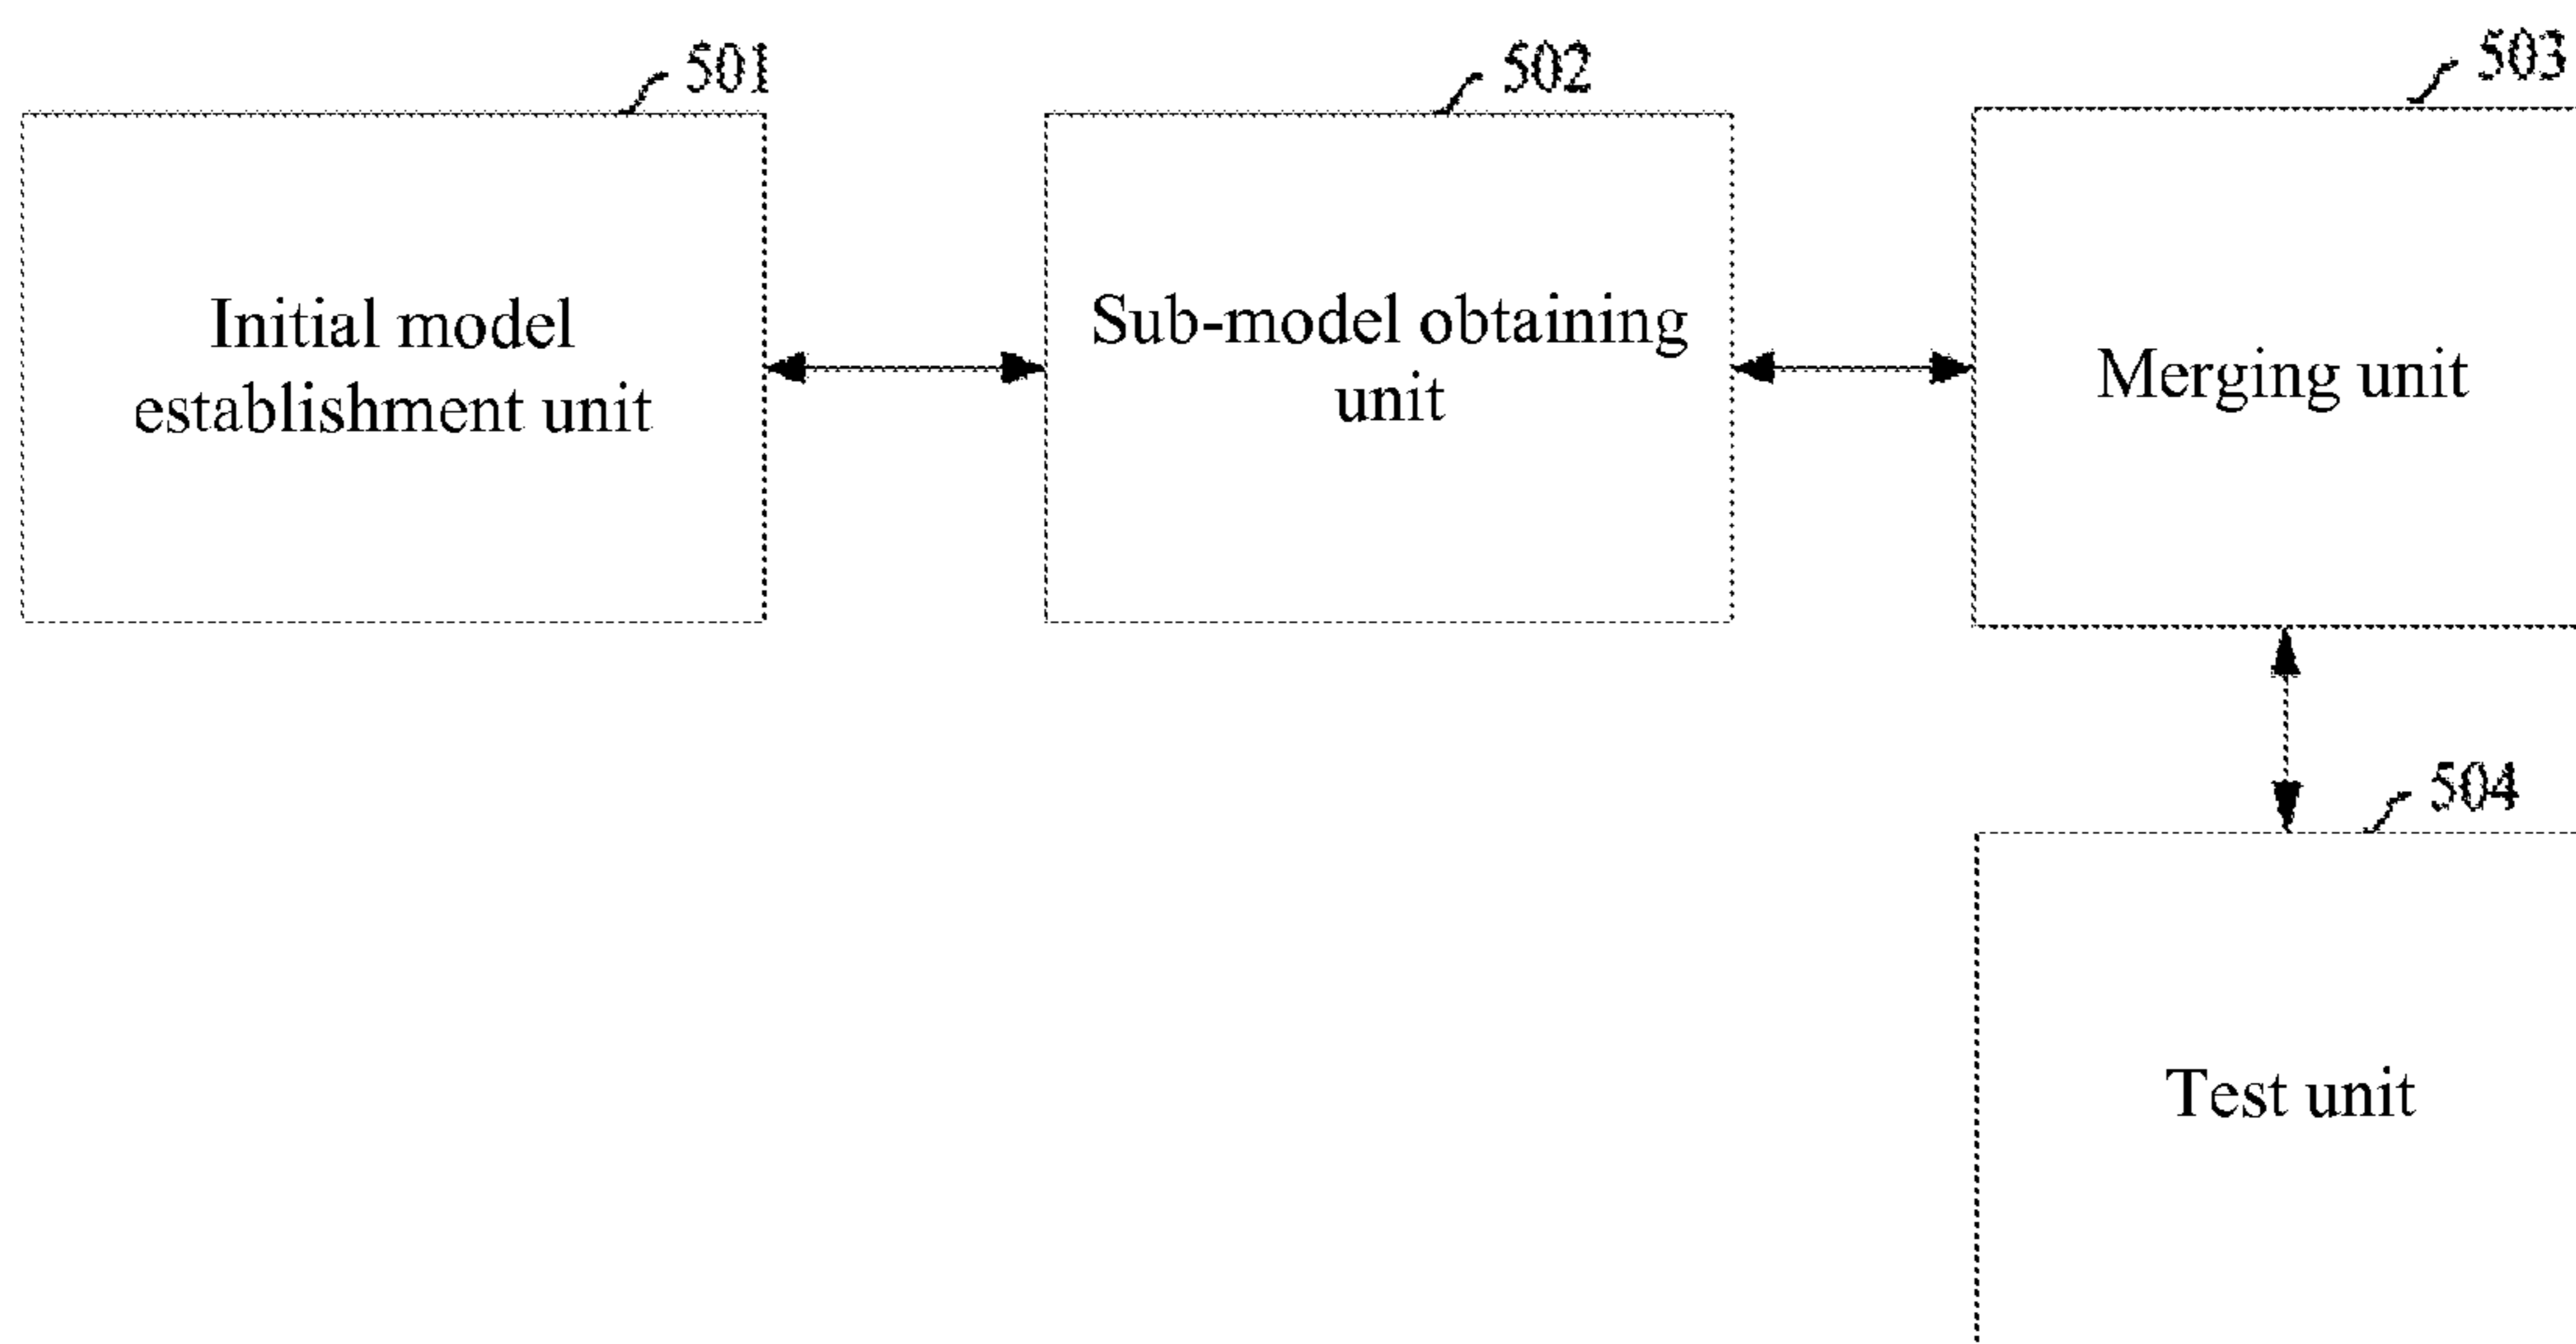 501
502
503
Initial model
establishment unit
Sub-model obtaining
unit
Merging unit
504
Test unit